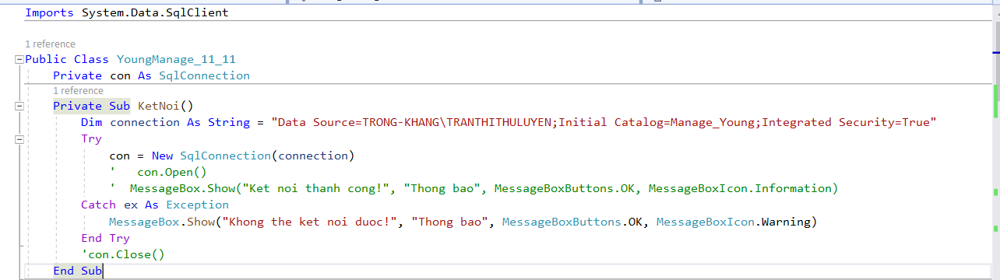 Imports System.Data.SqlClient
1 reference
Public Class YoungManage_11_11
Private con As SqlConnection
1 reference
Private Sub KetNoi()
Dim connection As String = "Data Source=TRONG-KHANG\TRANTHITHULUYEN;Initial Catalog=Manage_Young;Integrated Security=True"
Try
con = New SqlConnection(connection)
'   con.Open()
'  MessageBox.Show("Ket noi thanh cong!", "Thong bao", MessageBoxButtons.OK, MessageBoxIcon.Information)
Catch ex As Exception
MessageBox.Show("Khong the ket noi duoc!", "Thong bao", MessageBoxButtons.OK, MessageBoxIcon.Warning)
End Try
'con.Close()
End Sub